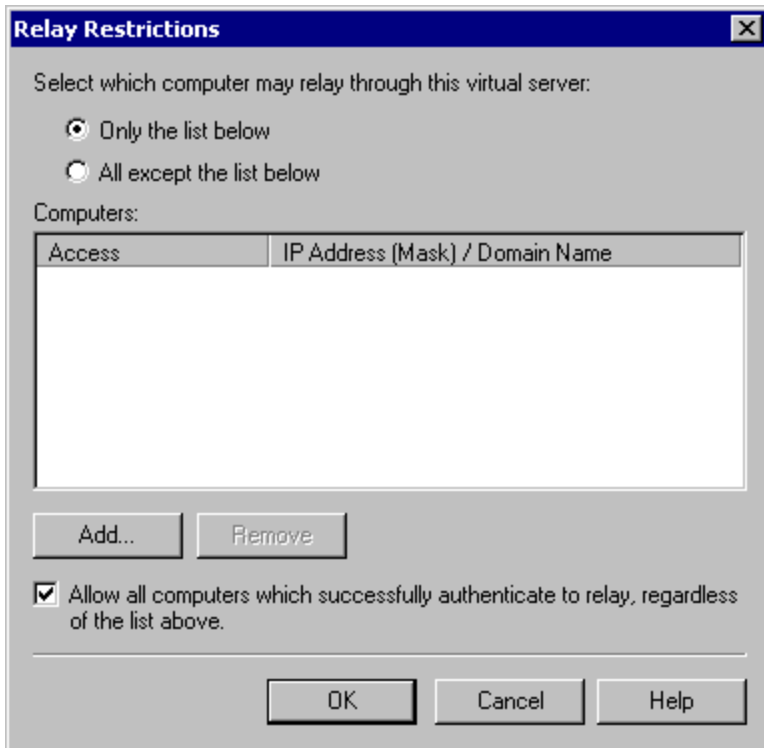 Relay Restrictions
Select which computer may relay through this virtual server:
Only the list below
All except the list below
Computers:
Access IP Address (Mask) / Domain Name
Add... Remove
Allow all computers which successfully authenticate to relay, regardless
of the list above.
OK Cancel Help